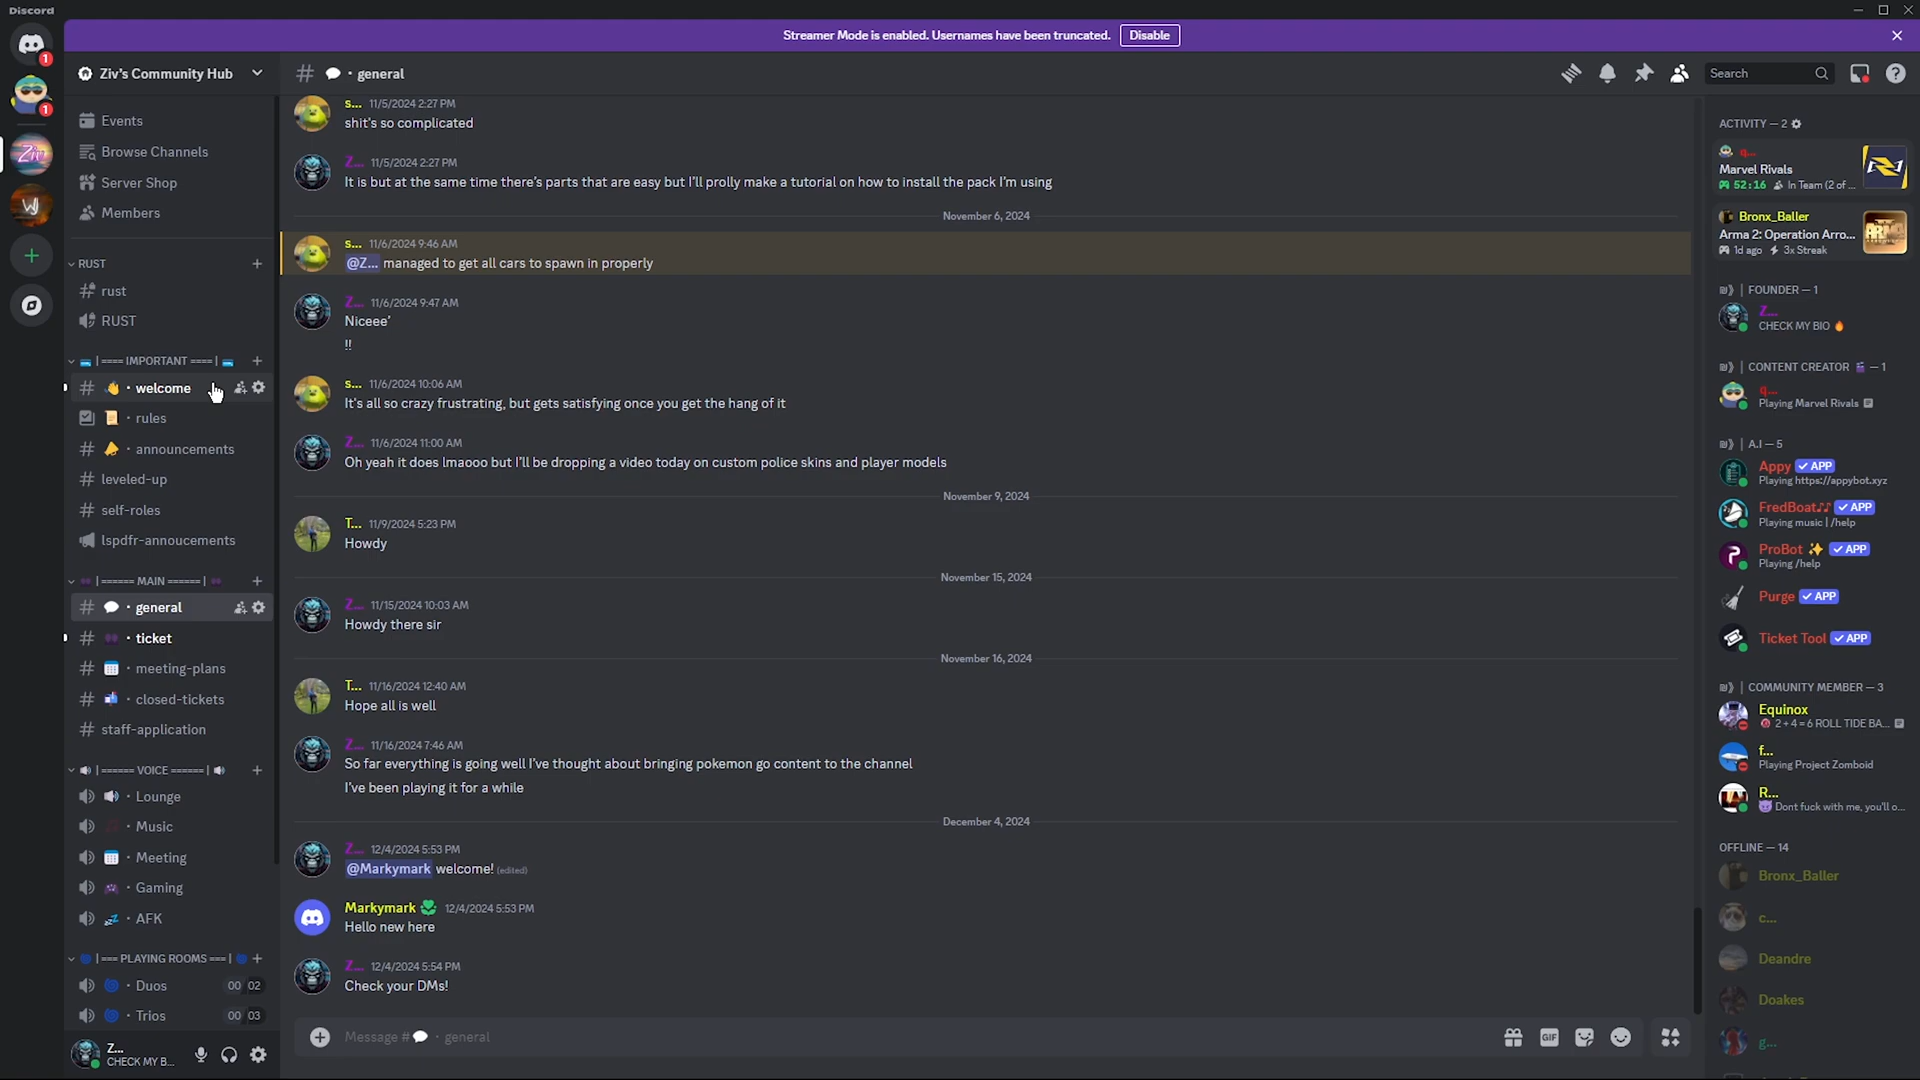 Discord
Streamer Mode is enabled. Usernames have been truncated. Disable
1
1
Ziv
WJ
Ziv's Community Hub
Events
Browse Channels
Server Shop
Members
RUST
rust
RUST
|==== IMPORTANT ====|
welcome
rules
announcements
leveled-up
self-roles
lspdfr-annoucements
|====== MAIN ======|
general
ticket
meeting-plans
closed-tickets
staff-application
|====== VOICE ======|
Lounge
Music
Meeting
Gaming
AFK
|=== PLAYING ROOMS ===|
Duos 00 02
Trios 00 03
Z...
CHECK MY B...
# 💬・general
Search
s... 11/5/2024 2:27 PM
shit's so complicated
Z... 11/5/2024 2:27 PM
It is but at the same time there's parts that are easy but I'll prolly make a tutorial on how to install the pack I'm using
November 6, 2024
s... 11/6/2024 9:46 AM
@Z... managed to get all cars to spawn in properly
Z... 11/6/2024 9:47 AM
Niceee'
!!
s... 11/6/2024 10:06 AM
It's all so crazy frustrating, but gets satisfying once you get the hang of it
Z... 11/6/2024 11:00 AM
Oh yeah it does lmaooo but I'll be dropping a video today on custom police skins and player models
November 9, 2024
T... 11/9/2024 5:23 PM
Howdy
November 15, 2024
Z... 11/15/2024 10:03 AM
Howdy there sir
November 16, 2024
T... 11/16/2024 12:40 AM
Hope all is well
Z... 11/16/2024 7:46 AM
So far everything is going well I've thought about bringing pokemon go content to the channel
I've been playing it for a while
December 4, 2024
Z... 12/4/2024 5:53 PM
@Markymark welcome! (edited)
Markymark 12/4/2024 5:53 PM
Hello new here
Z... 12/4/2024 5:54 PM
Check your DMs!
Message #💬・general
GIF
ACTIVITY — 2
q...
Marvel Rivals
52:16 In Team (2 of ...
Bronx_Baller
Arma 2: Operation Arro...
1d ago 3x Streak
ARMA
| FOUNDER — 1
Z...
CHECK MY BIO 🔥
| CONTENT CREATOR — 1
q...
Playing Marvel Rivals
| A.I — 5
Appy ✓ APP
Playing https://appybot.xyz
FredBoat♪♪ ✓ APP
Playing music | /help
ProBot ✨ ✓ APP
Playing /help
Purge ✓ APP
Ticket Tool ✓ APP
| COMMUNITY MEMBER — 3
Equinox
2 + 4 = 6 ROLL TIDE BA...
f...
Playing Project Zomboid
R...
😈 Dont fuck with me, you'll o...
OFFLINE — 14
Bronx_Baller
c...
Deandre
Doakes
g...